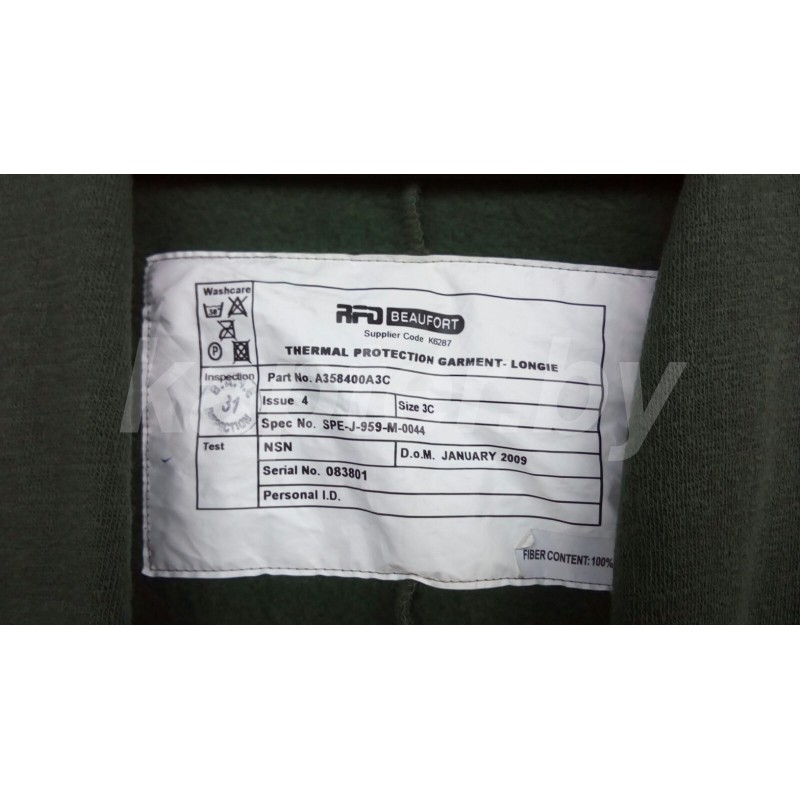 Washcare
50
P
RFD BEAUFORT
Supplier Code K6287
THERMAL PROTECTION GARMENT- LONGIE
Inspection
31
Part No. A358400A3C
Issue 4
Size 3C
Spec No. SPE-J-959-M-0044
Test
NSN
D.o.M. JANUARY 2009
Serial No. 083801
Personal I.D.
FIBER CONTENT: 100%